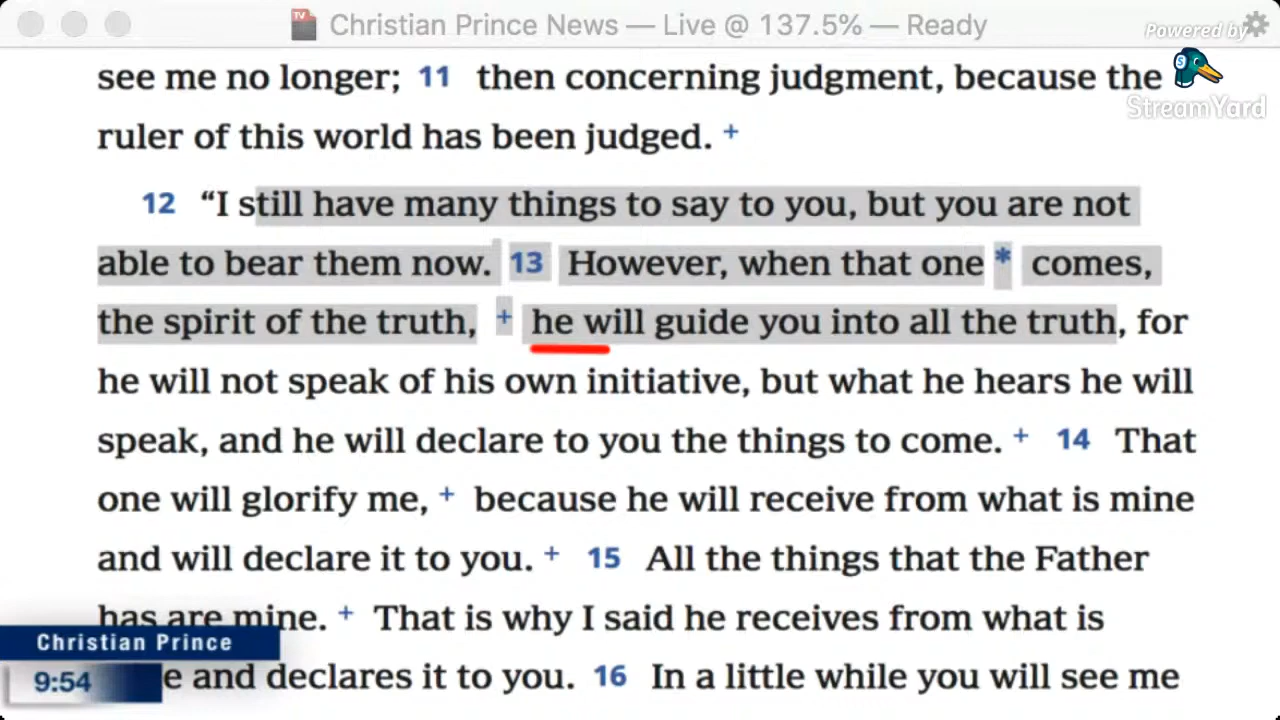 Christian Prince News — Live @ 137.5% — Ready
Powered by
StreamYard
see me no longer; 11 then concerning judgment, because the
ruler of this world has been judged. +
12 “I still have many things to say to you, but you are not
able to bear them now. 13 However, when that one * comes,
the spirit of the truth, + he will guide you into all the truth, for
he will not speak of his own initiative, but what he hears he will
speak, and he will declare to you the things to come. + 14 That
one will glorify me, + because he will receive from what is mine
and will declare it to you. + 15 All the things that the Father
has are mine. + That is why I said he receives from what is
e and declares it to you. 16 In a little while you will see me
Christian Prince
9:54